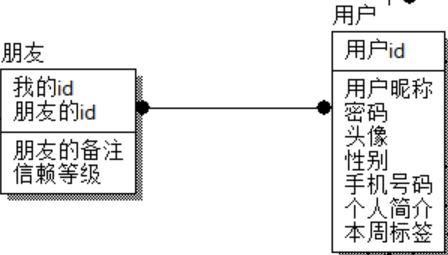 朋友
我的id
朋友的id
朋友的备注
信赖等级
用户
用户id
用户昵称
密码
头像
性别
手机号码
个人简介
本周标签